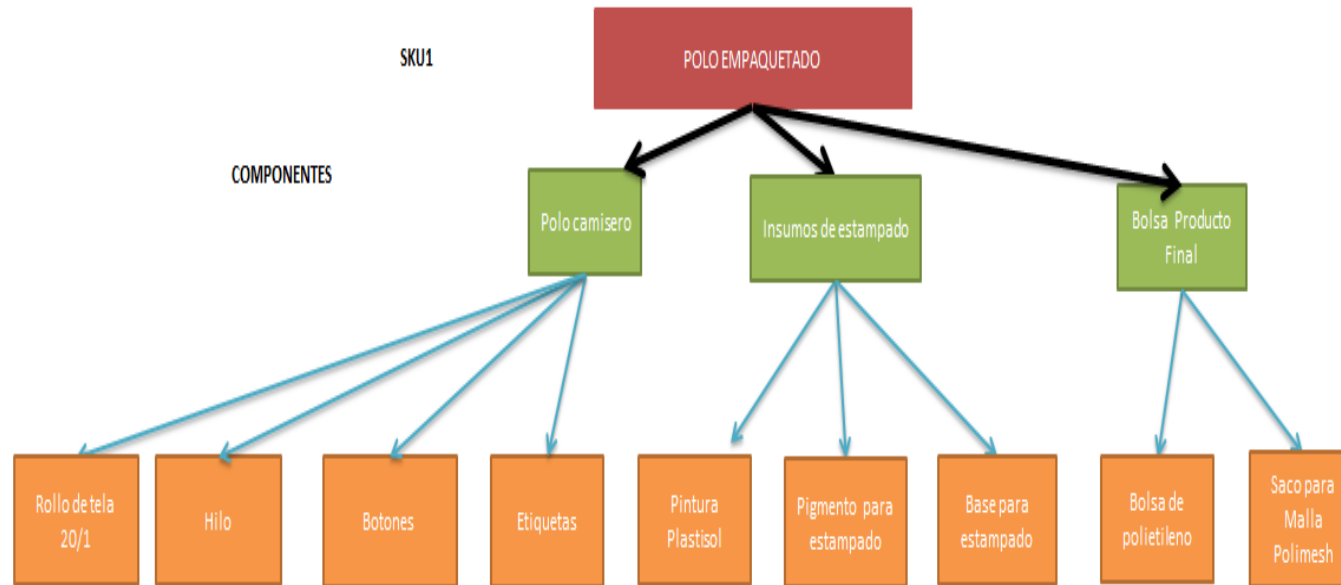 SKU1
POLO EMPAQUETADO
COMPONENTES
Polo camisero
Insumos de estampado
Bolsa Producto
Final
Rollo de tela
20/1
Hilo
Botones
Etiquetas
Pintura
Plastisol
Pigmento para
estampado
Base para
estampado
Bolsa de
polietileno
Saco para
Malla
Polimesh